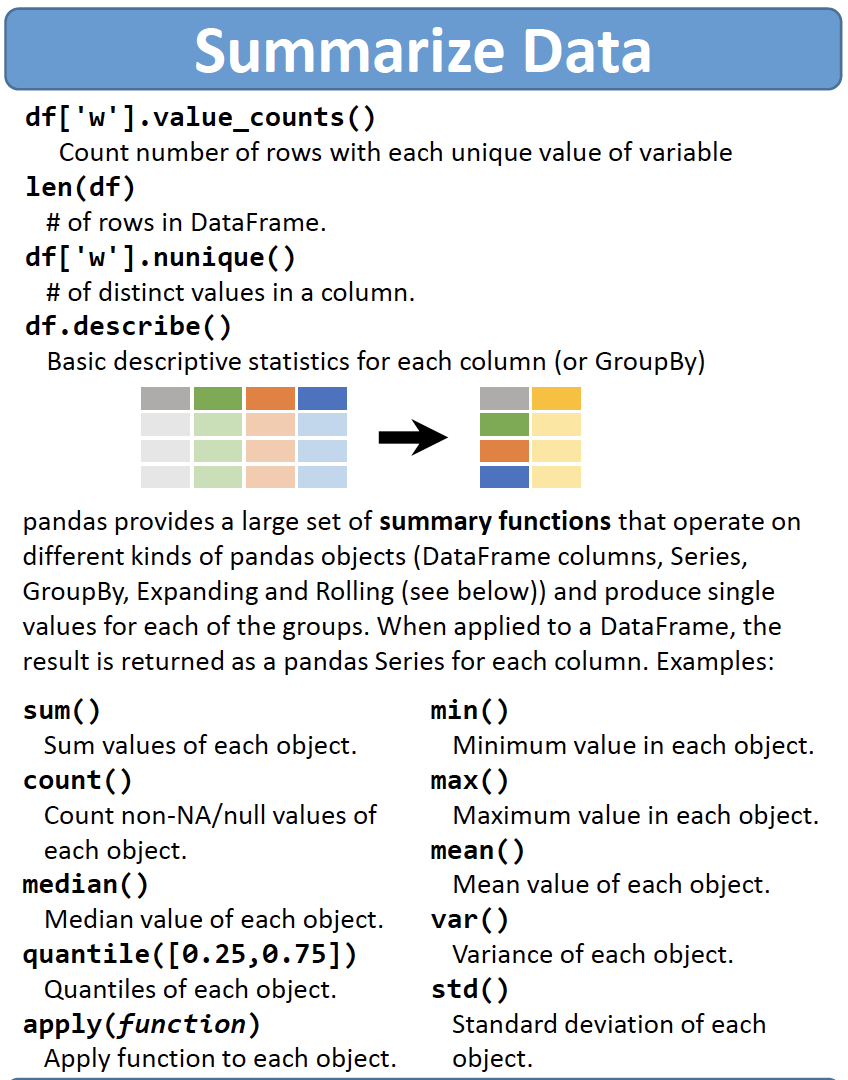 Summarize Data
df['w'].value_counts()
Count number of rows with each unique value of variable
len(df)
# of rows in DataFrame.
df['w'].nunique()
# of distinct values in a column.
df.describe()
Basic descriptive statistics for each column (or GroupBy)
pandas provides a large set of summary functions that operate on
different kinds of pandas objects (DataFrame columns, Series,
GroupBy, Expanding and Rolling (see below)) and produce single
values for each of the groups. When applied to a DataFrame, the
result is returned as a pandas Series for each column. Examples:
sum()
Sum values of each object.
count()
Count non-NA/null values of
each object.
median()
Median value of each object.
quantile([0.25,0.75])
Quantiles of each object.
apply(function)
Apply function to each object.
min()
Minimum value in each object.
max()
Maximum value in each object.
mean()
Mean value of each object.
var()
Variance of each object.
std()
Standard deviation of each
object.